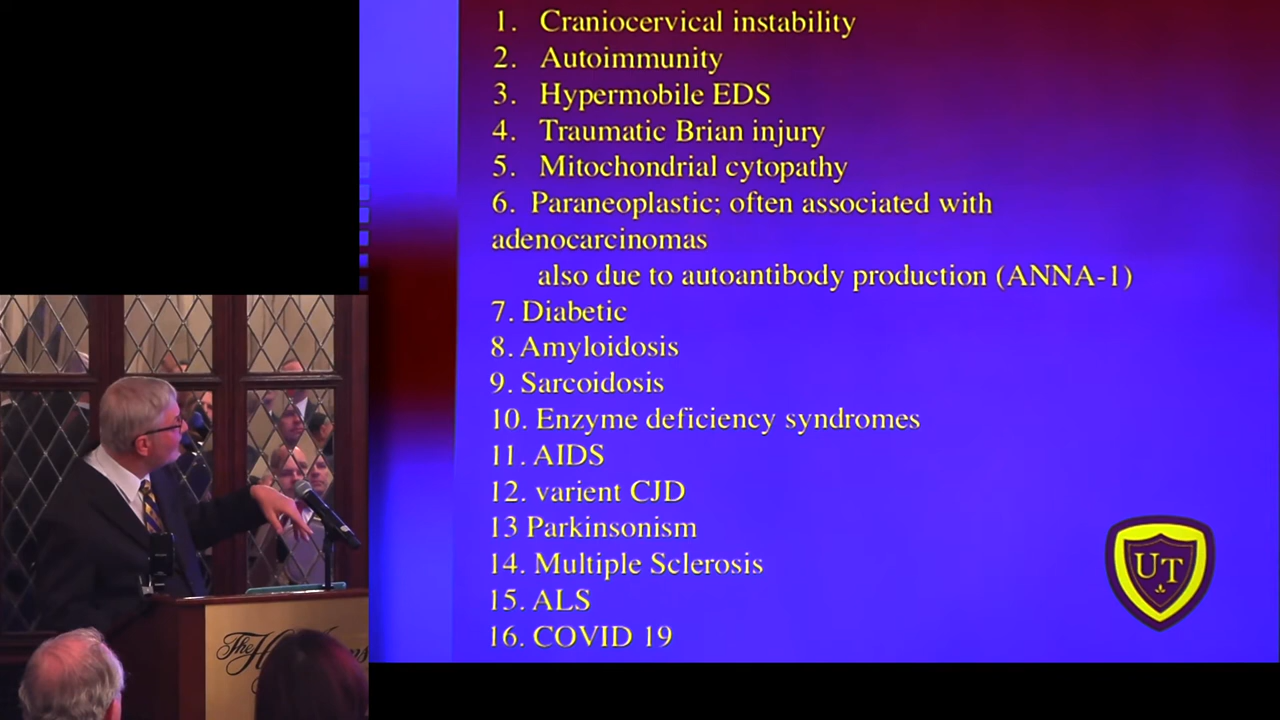 1. Craniocervical instability
2. Autoimmunity
3. Hypermobile EDS
4. Traumatic Brian injury
5. Mitochondrial cytopathy
6. Paraneoplastic; often associated with
adenocarcinomas
also due to autoantibody production (ANNA-1)
7. Diabetic
8. Amyloidosis
9. Sarcoidosis
10. Enzyme deficiency syndromes
11. AIDS
12. varient CJD
13 Parkinsonism
14. Multiple Sclerosis
15. ALS
16. COVID 19
UT
The